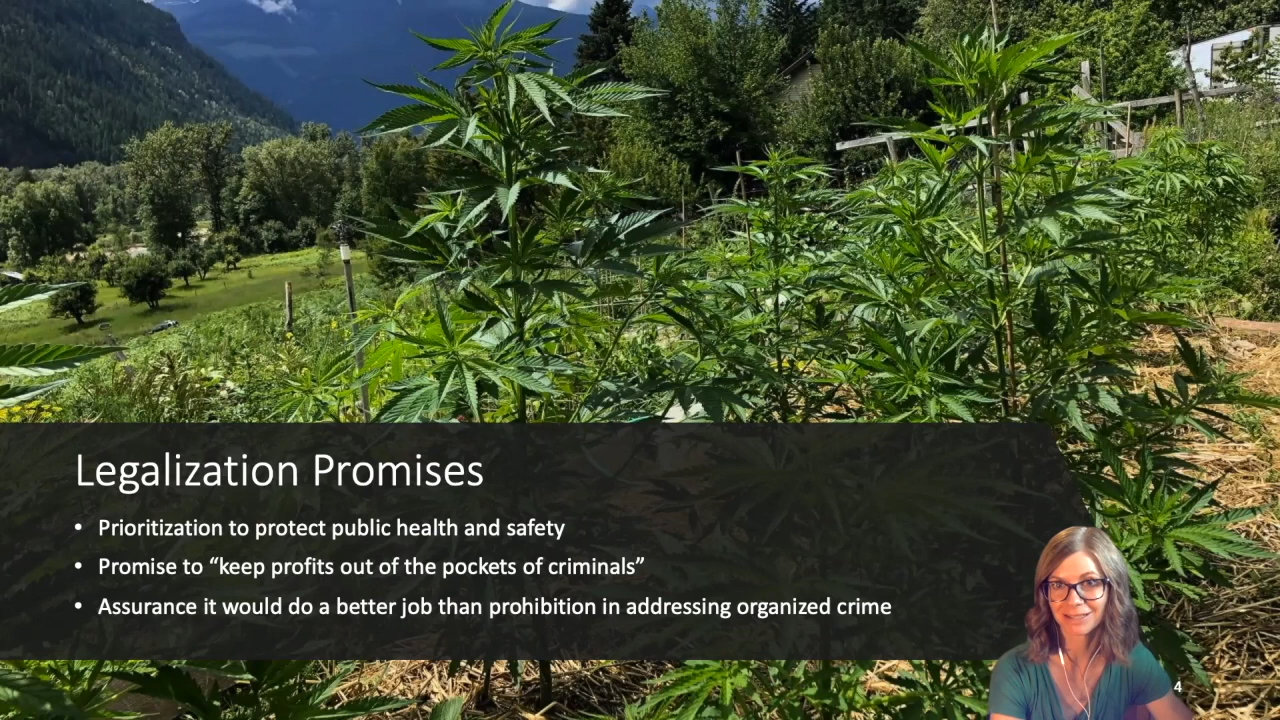 Legalization Promises
• Prioritization to protect public health and safety
• Promise to “keep profits out of the pockets of criminals”
• Assurance it would do a better job than prohibition in addressing organized crime
4